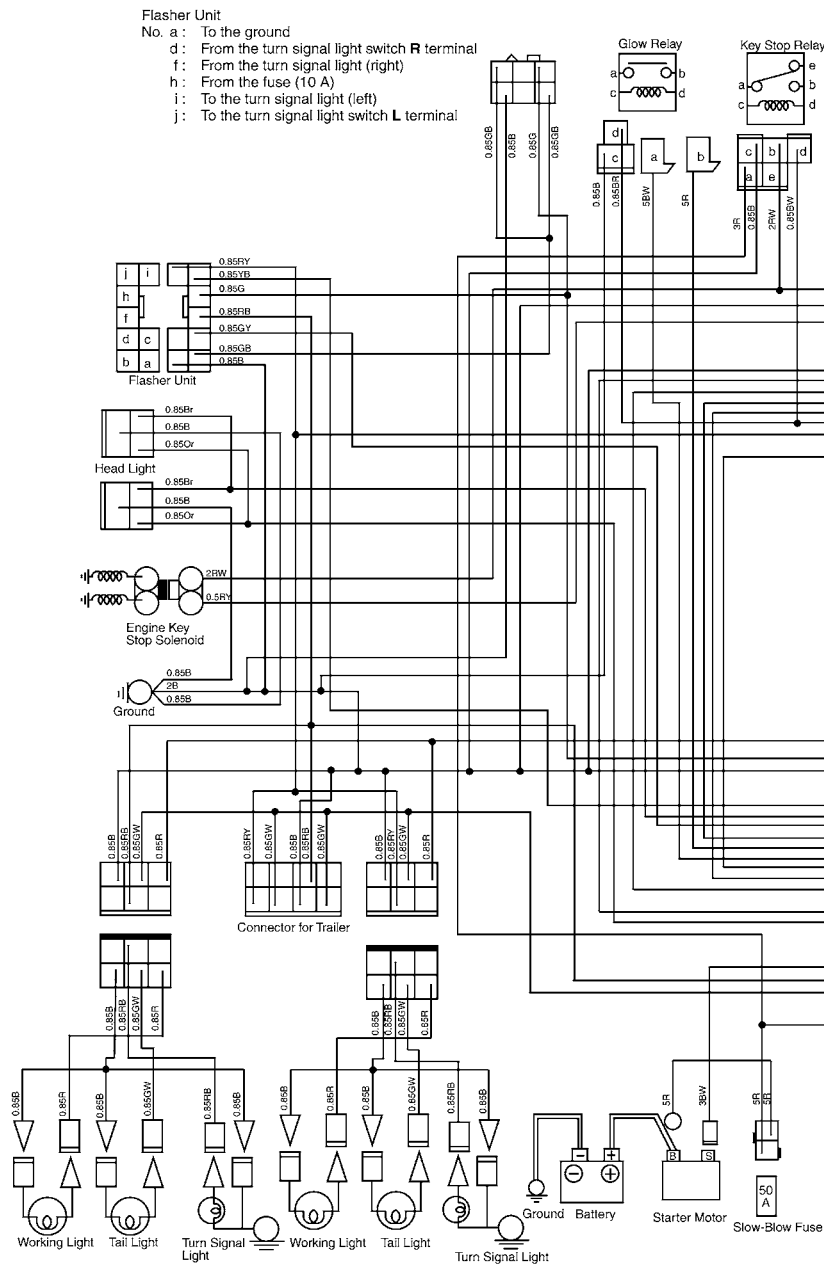 Flasher Unit
No. a : To the ground
d : From the turn signal light switch R terminal
f : From the turn signal light (right)
h : From the fuse (10 A)
i : To the turn signal light (left)
j : To the turn signal light switch L terminal
Glow Relay
a b
c d
Key Stop Relay
e
a b
c d
0.85GB
0.85B
0.85G
0.85GB
d
c
a
b
c b d
a e
0.85B
0.85BR
5BW
5R
3R
0.85B
2RW
0.85BW
j i
h
f
d c
b a
0.85RY
0.85YB
0.85G
0.85RB
0.85GY
0.85GB
0.85B
Flasher Unit
0.85Br
0.85B
0.85Or
Head Light
0.85Br
0.85B
0.85Or
2RW
0.5RY
Engine Key
Stop Solenoid
0.85B
2B
0.85B
Ground
0.85B
0.85RB
0.85GW
0.85R
0.85RY
0.85GW
0.85B
0.85RB
0.85GW
0.85B
0.85RY
0.85GW
0.85R
Connector for Trailer
0.85B
0.85RB
0.85GW
0.85R
0.85B
0.85RB
0.85GW
0.85R
0.85B
0.85R
0.85B
0.85GW
0.85RB
0.85B
0.85B
0.85R
0.85B
0.85GW
0.85RB
0.85B
5R
3BW
5R
5R
B S
50
A
Working Light
Tail Light
Turn Signal
Light
Working Light
Tail Light
Turn Signal Light
Ground
Battery
Starter Motor
Slow-Blow Fuse